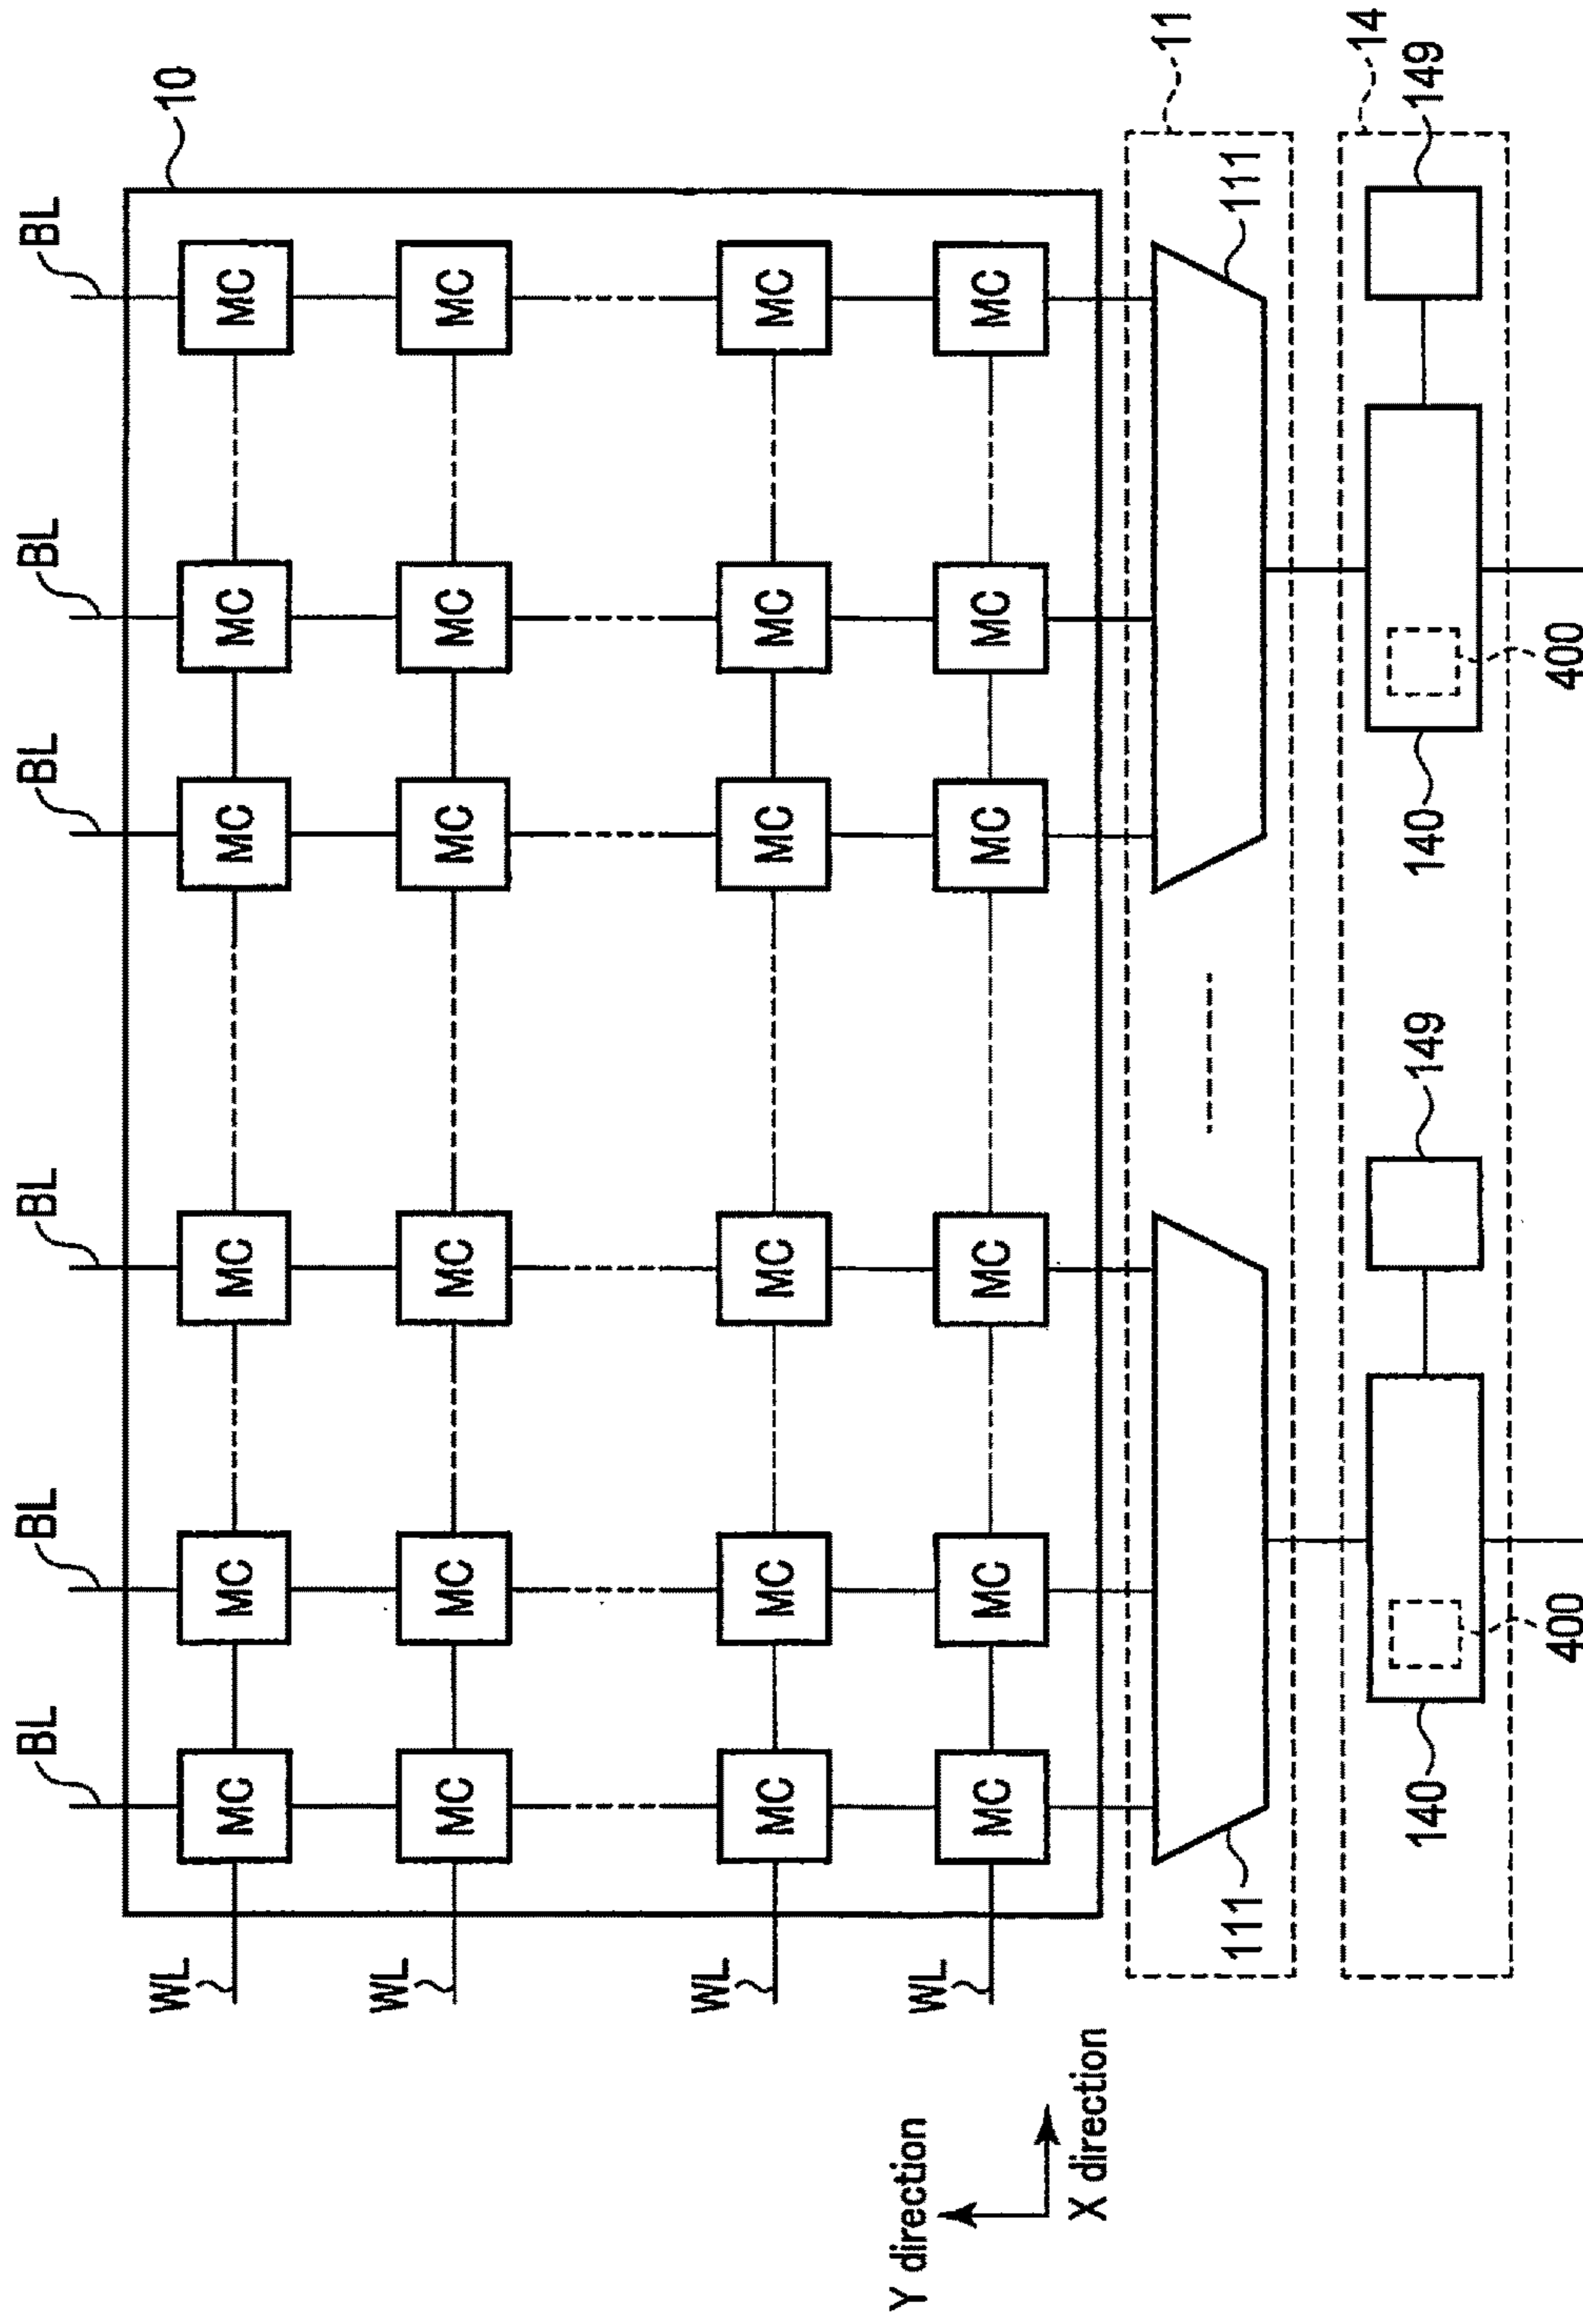 BL BL BL BL BL BL
10
WL MC MC MC MC MC MC
WL MC MC MC MC MC MC
WL MC MC MC MC MC MC
WL MC MC MC MC MC MC
Y direction
X direction
11
111 111
14
140 149 140 149
400 400